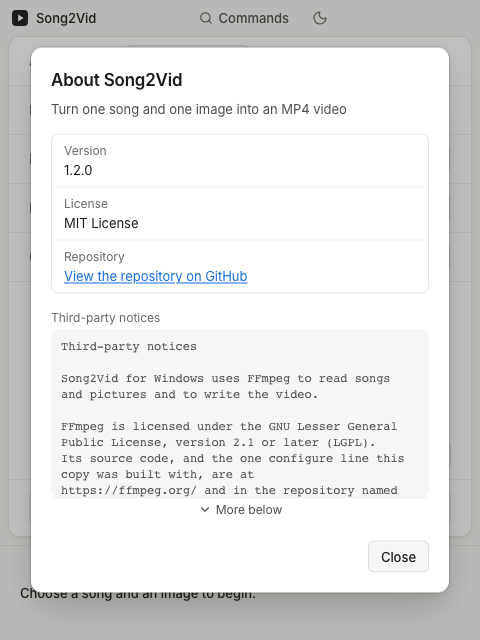 Song2Vid
Commands
About Song2Vid
Turn one song and one image into an MP4 video
Version
1.2.0
License
MIT License
Repository
View the repository on GitHub
Third-party notices
Third-party notices
Song2Vid for Windows uses FFmpeg to read songs
and pictures and to write the video.
FFmpeg is licensed under the GNU Lesser General
Public License, version 2.1 or later (LGPL).
Its source code, and the one configure line this
copy was built with, are at
https://ffmpeg.org/ and in the repository named
More below
Close
Choose a song and an image to begin.